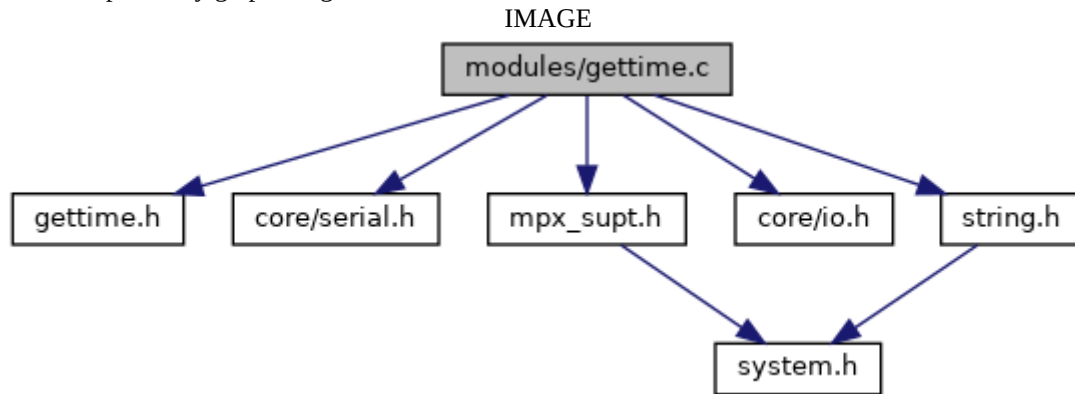 IMAGE
modules/gettime.c
gettime.h
core/serial.h
mpx_supt.h
core/io.h
string.h
system.h